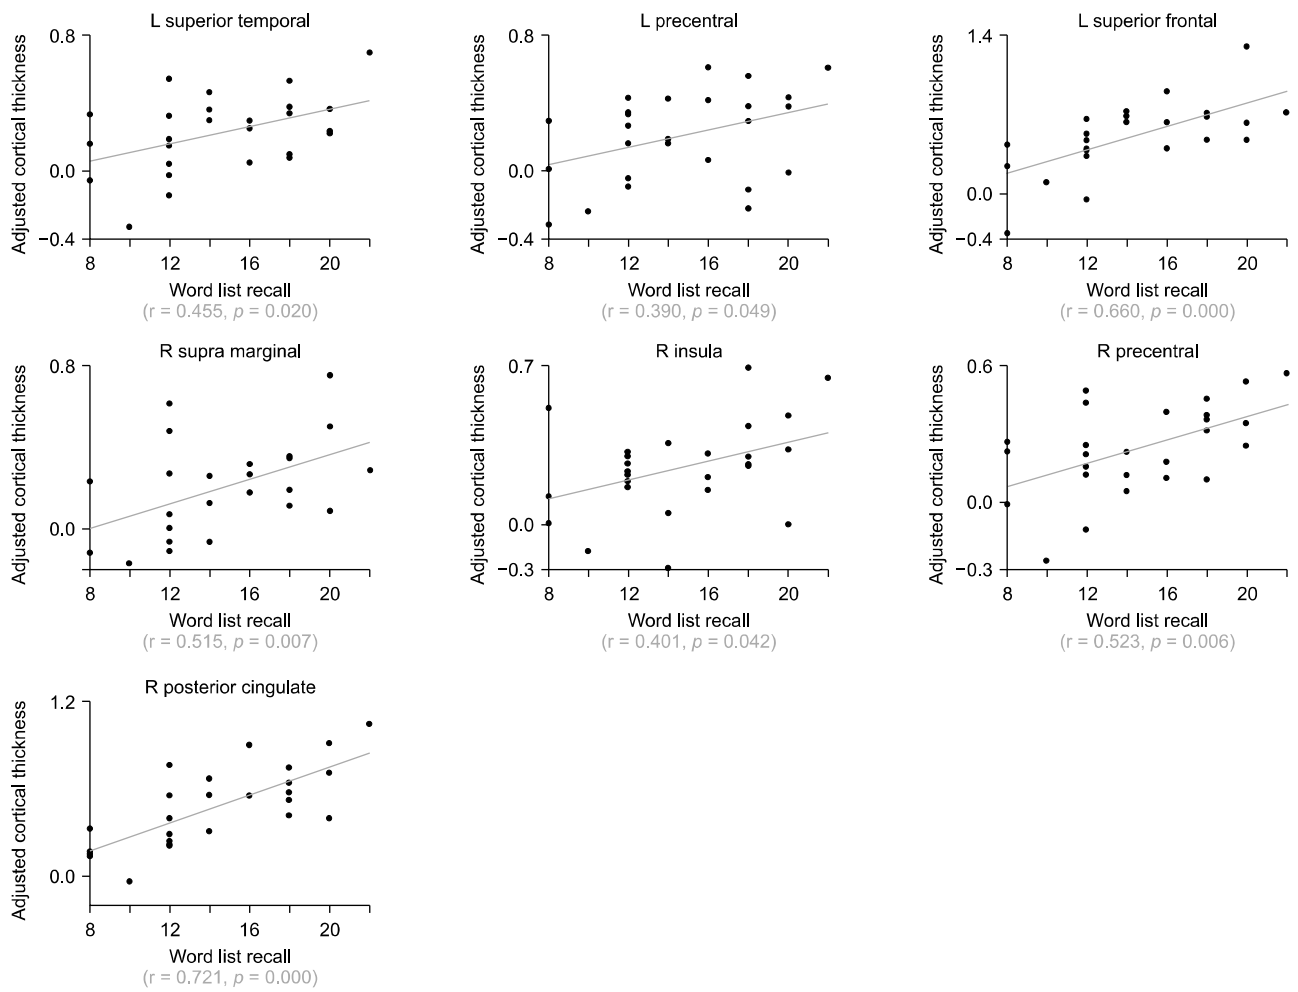 L superior temporal
0.8
0.0
−0.4
Adjusted cortical thickness
8 12 16 20
Word list recall
(r = 0.455, p = 0.020)
L precentral
0.8
0.0
−0.4
Adjusted cortical thickness
8 12 16 20
Word list recall
(r = 0.390, p = 0.049)
L superior frontal
1.4
0.0
−0.4
Adjusted cortical thickness
8 12 16 20
Word list recall
(r = 0.660, p = 0.000)
R supra marginal
0.8
0.0
Adjusted cortical thickness
8 12 16 20
Word list recall
(r = 0.515, p = 0.007)
R insula
0.7
0.0
−0.3
Adjusted cortical thickness
8 12 16 20
Word list recall
(r = 0.401, p = 0.042)
R precentral
0.6
0.0
−0.3
Adjusted cortical thickness
8 12 16 20
Word list recall
(r = 0.523, p = 0.006)
R posterior cingulate
1.2
0.0
Adjusted cortical thickness
8 12 16 20
Word list recall
(r = 0.721, p = 0.000)